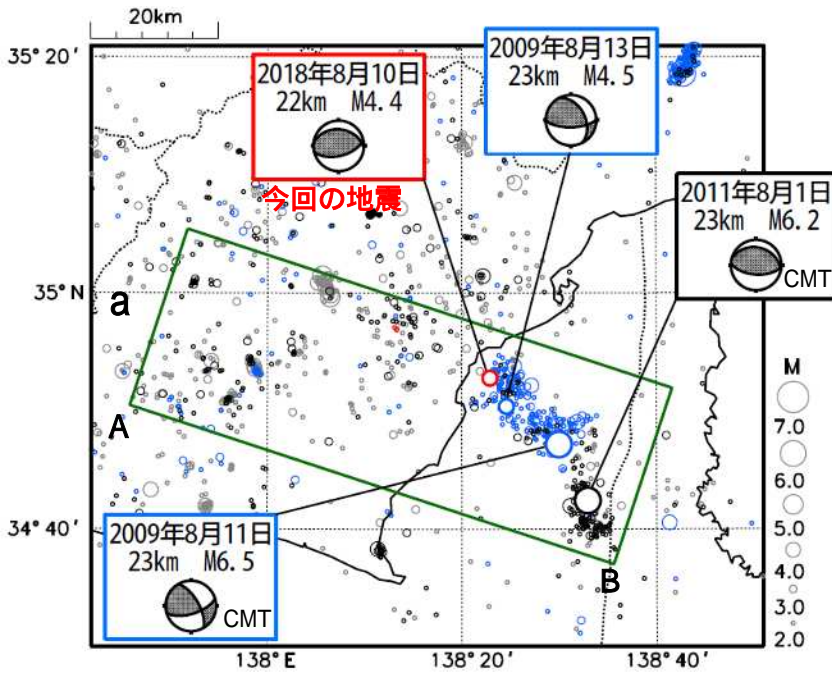 20km
35°20'
2018年8月10日
22km M4.4
今回の地震
2009年8月13日
23km M4.5
2011年8月1日
23km M6.2
CMT
35°N
a
A
M
7.0
6.0
5.0
4.0
3.0
2.0
34°40'
2009年8月11日
23km M6.5
CMT
B
138°E
138°20'
138°40'